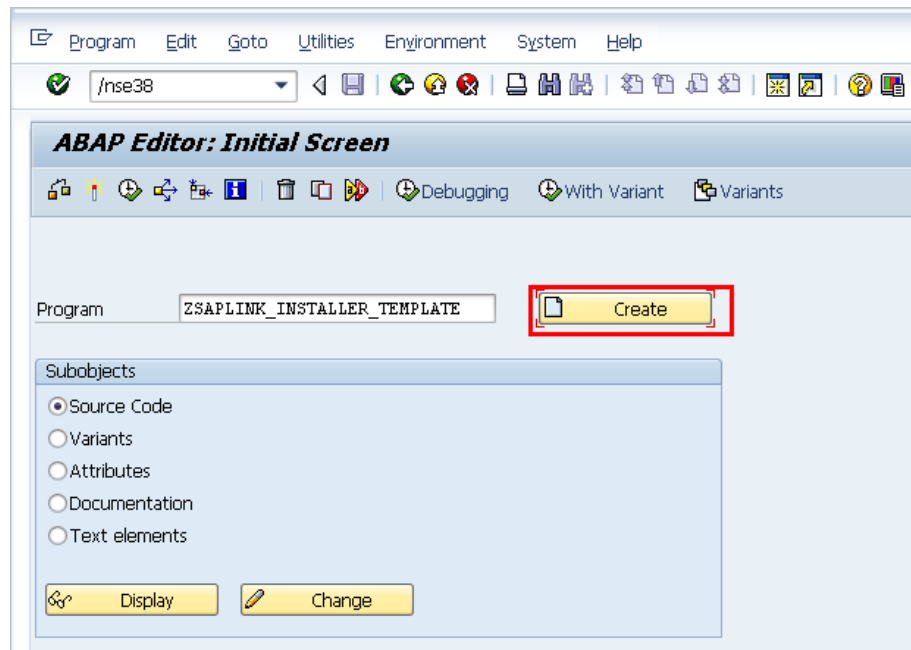 Program Edit Goto Utilities Environment System Help
/nse38
ABAP Editor: Initial Screen
Debugging With Variant Variants
Program ZSAPLINK_INSTALLER_TEMPLATE Create
Subobjects
Source Code
Variants
Attributes
Documentation
Text elements
Display Change